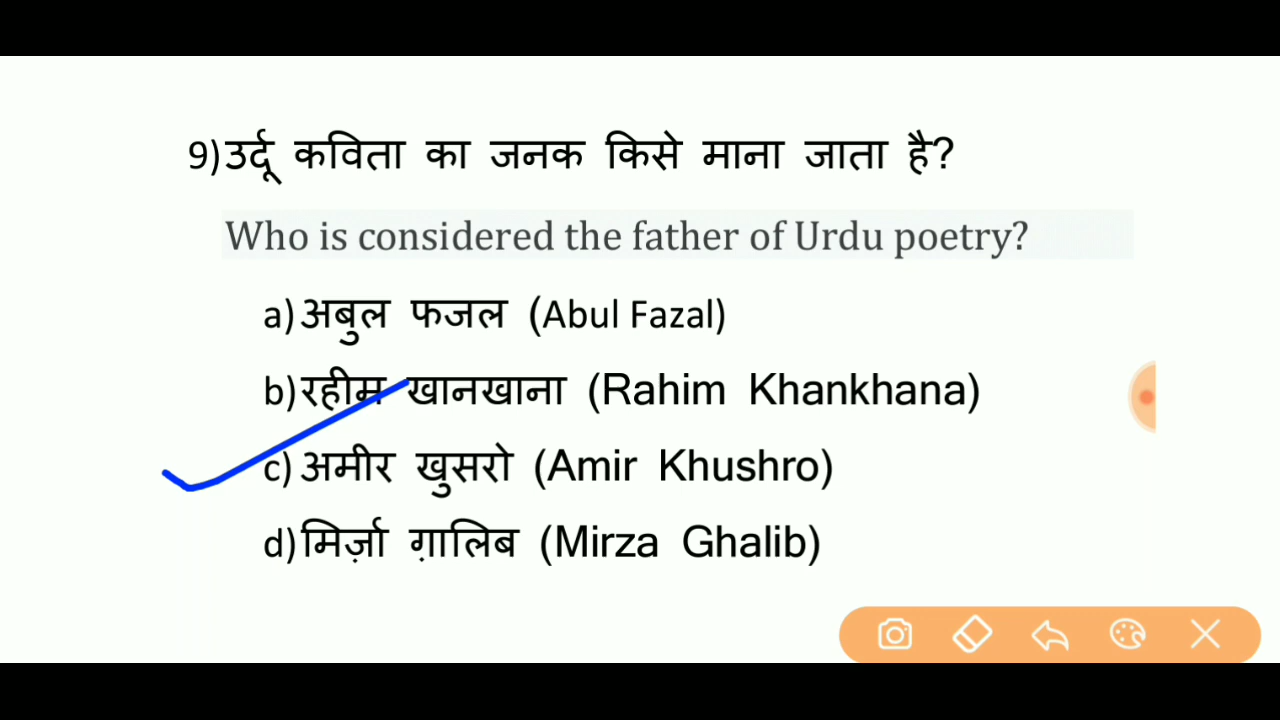 9)उर्दू कविता का जनक किसे माना जाता है?
Who is considered the father of Urdu poetry?
a)अबुल फजल (Abul Fazal)
b)रहीम खानखाना (Rahim Khankhana)
c) अमीर खुसरो (Amir Khushro)
d)मिर्ज़ा ग़ालिब (Mirza Ghalib)